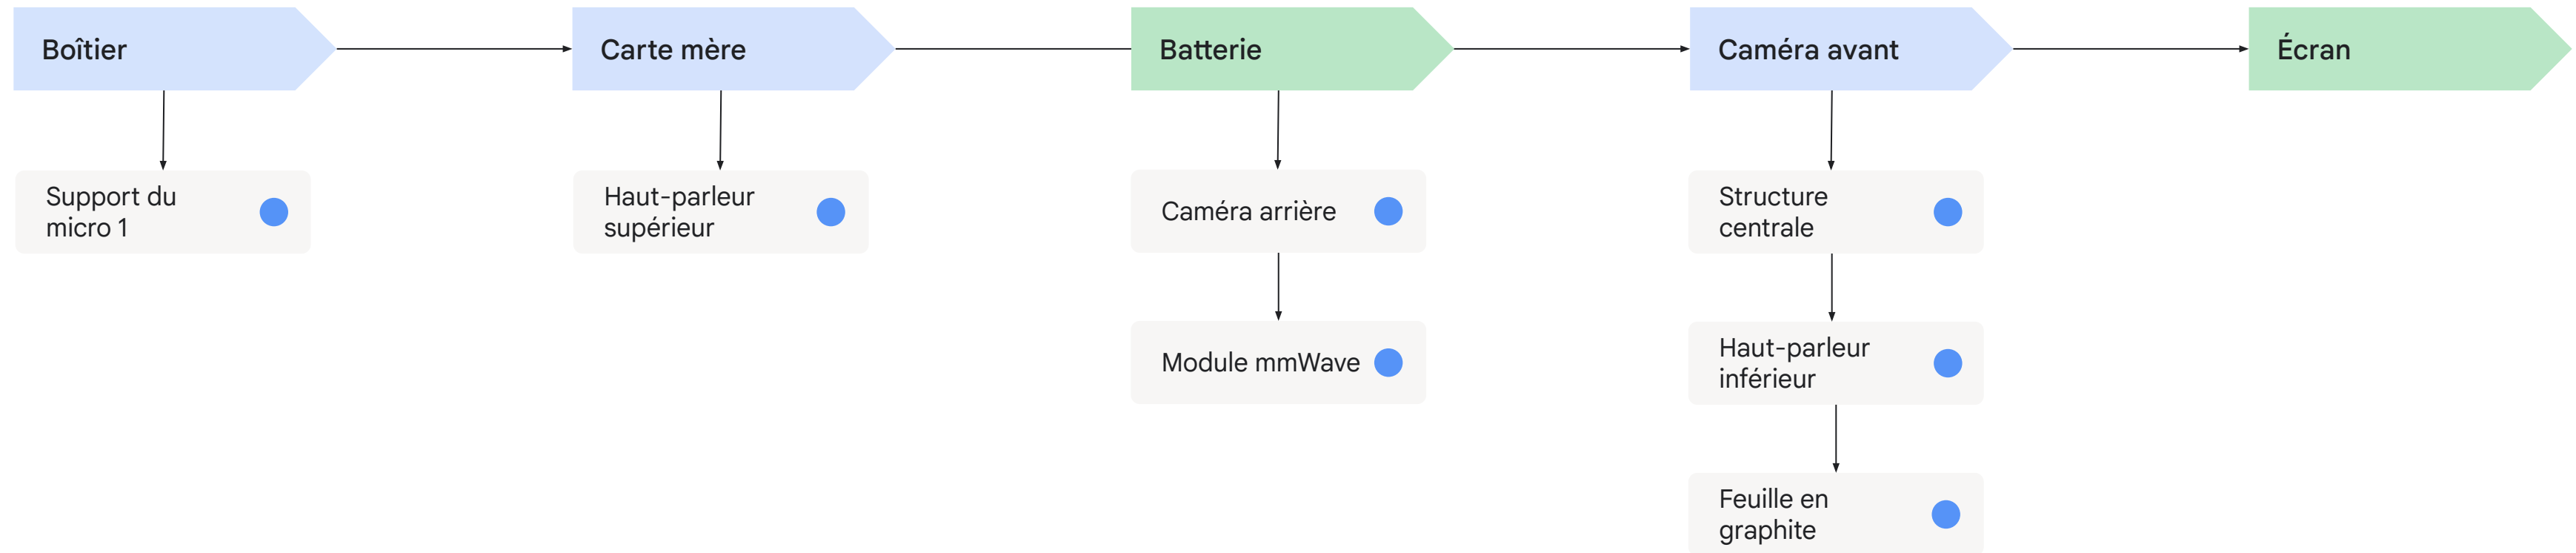 Boîtier
Carte mère
Batterie
Caméra avant
Écran
Support du
micro 1
Haut-parleur
supérieur
Caméra arrière
Structure
centrale
Module mmWave
Haut-parleur
inférieur
Feuille en
graphite